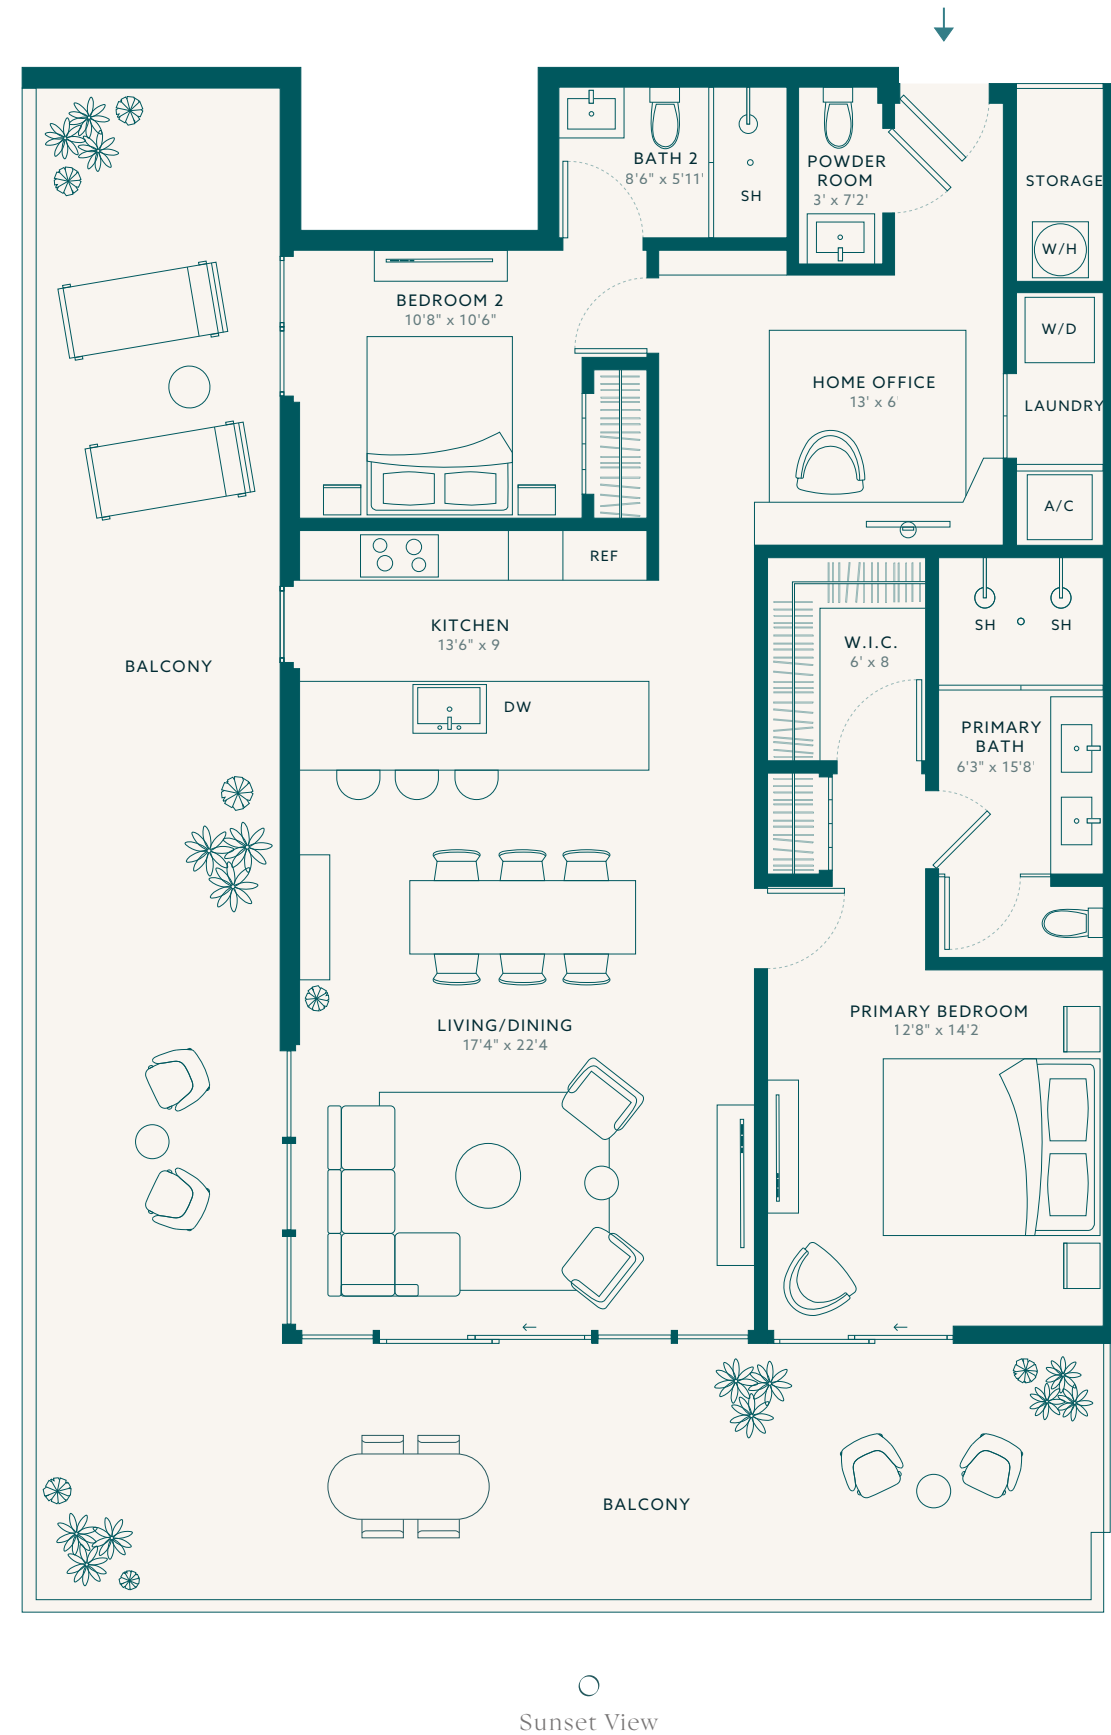 BATH 2
8'6" x 5'11'
SH
POWDER
ROOM
3' x 7'2'
STORAGE
W/H
BEDROOM 2
10'8" x 10'6"
W/D
HOME OFFICE
13' x 6'
LAUNDRY
A/C
REF
KITCHEN
13'6" x 9
SH
SH
W.I.C.
6' x 8
BALCONY
DW
PRIMARY
BATH
6'3" x 15'8'
LIVING/DINING
17'4" x 22'4
PRIMARY BEDROOM
12'8" x 14'2
BALCONY
Sunset View